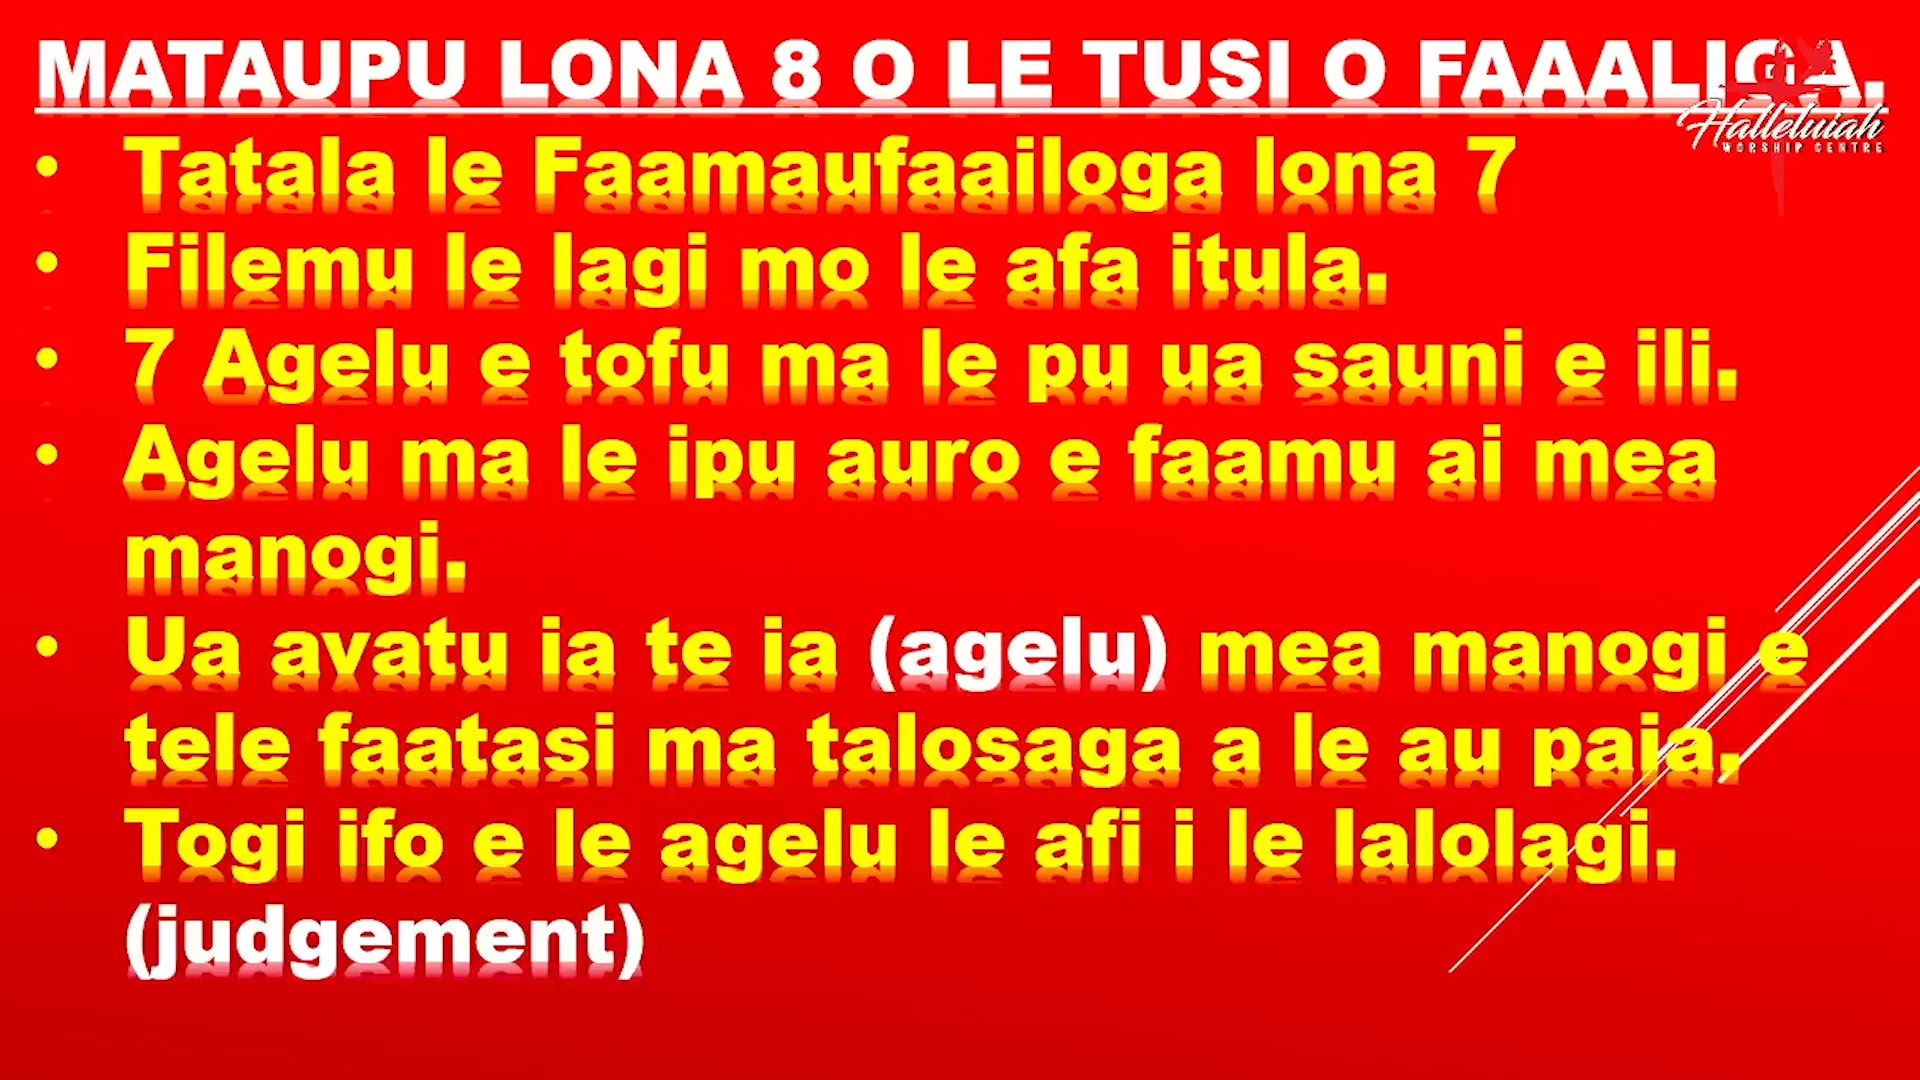 MATAUPU LONA 8 O LE TUSI O FAAALIGA.
Halleluiah
WORSHIP CENTRE
• Tatala le Faamaufaailoga lona 7
• Filemu le lagi mo le afa itula.
• 7 Agelu e tofu ma le pu ua sauni e ili.
• Agelu ma le ipu auro e faamu ai mea
manogi.
• Ua avatu ia te ia (agelu) mea manogi e
tele faatasi ma talosaga a le au paia.
• Togi ifo e le agelu le afi i le lalolagi.
(judgement)